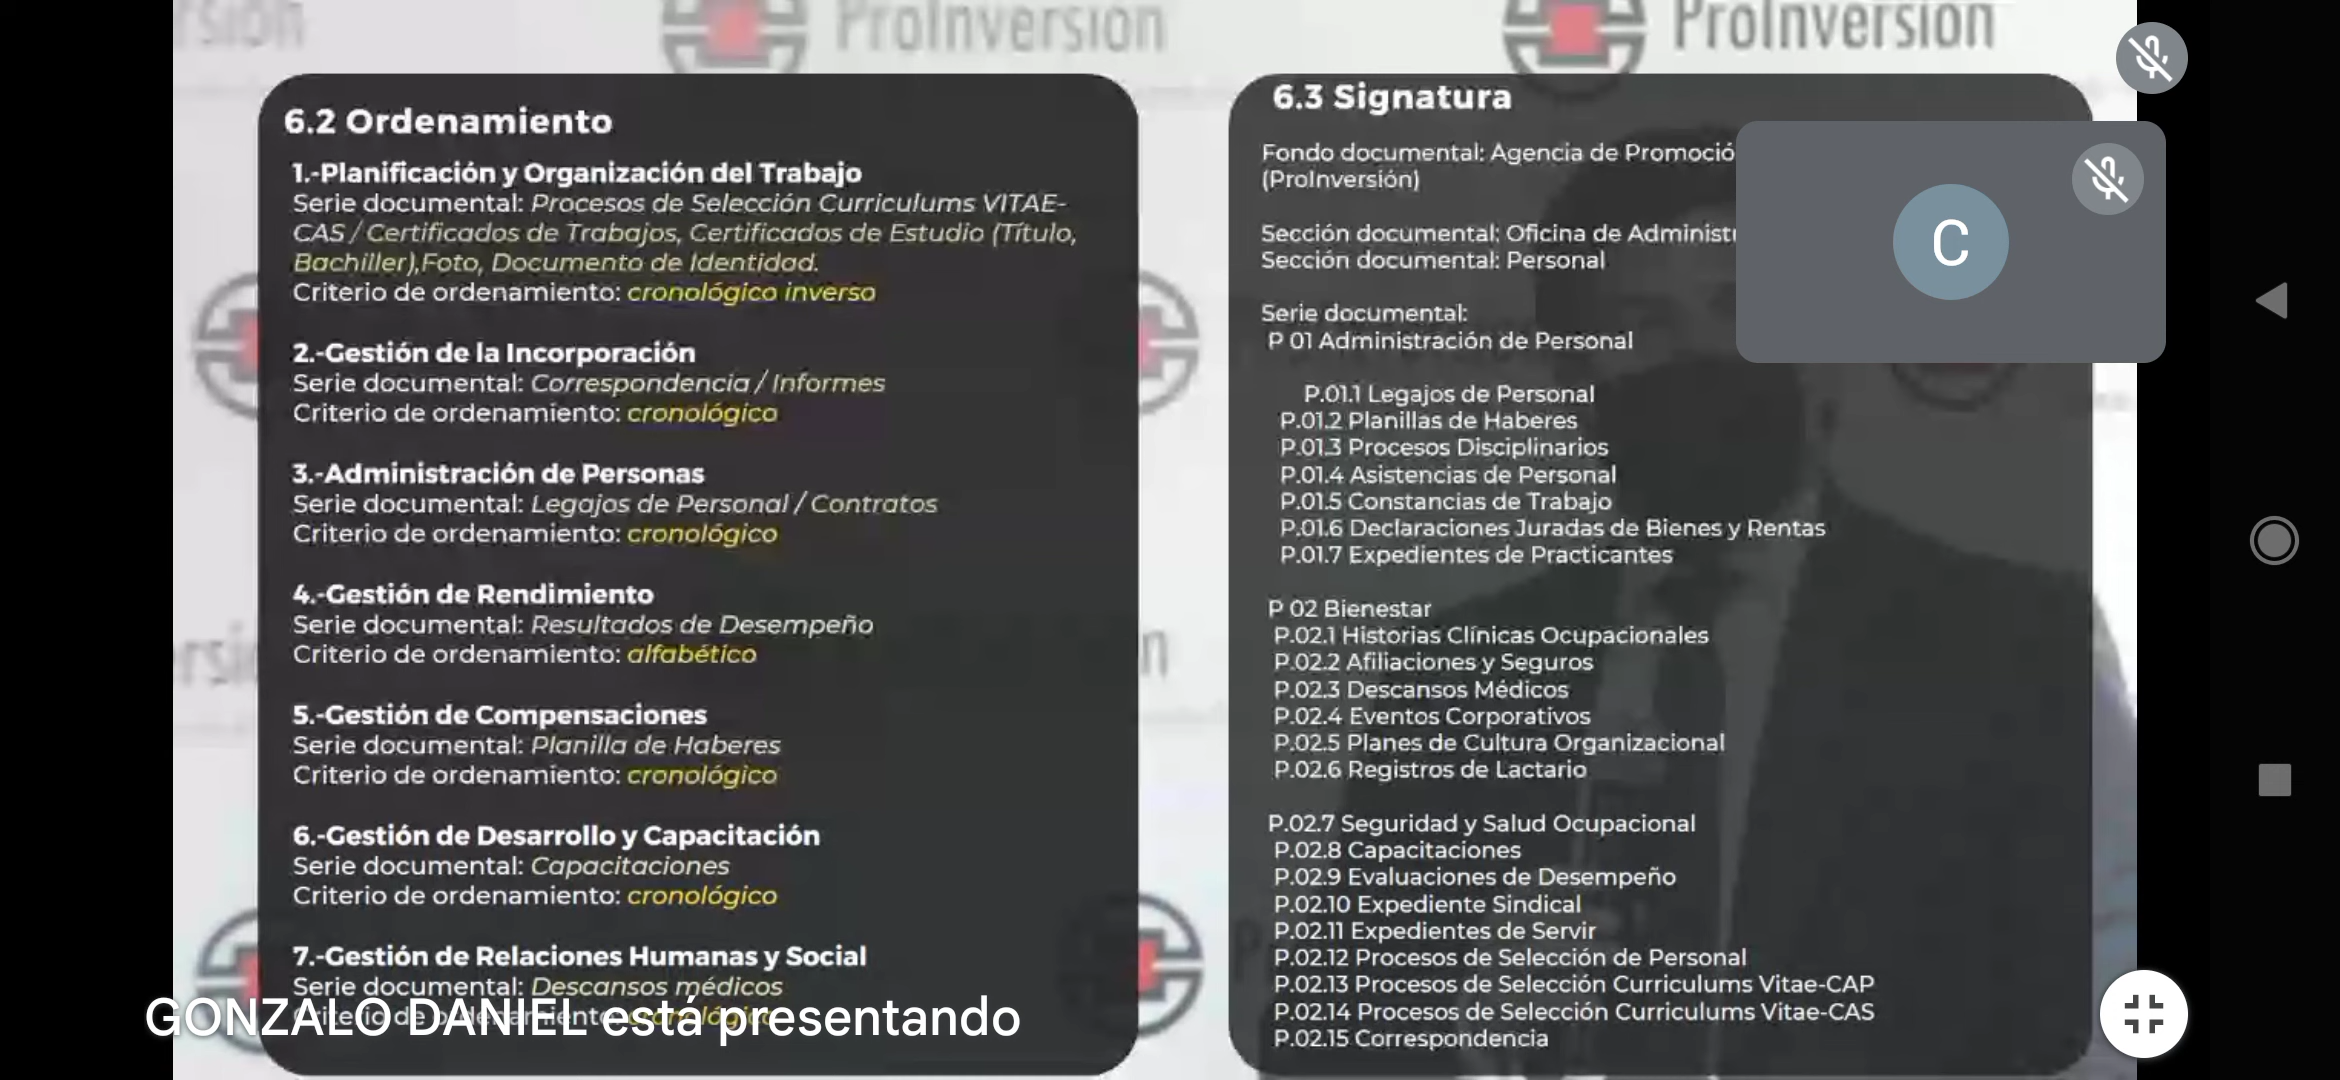 rsión
ProInversión
ProInversión
6.2 Ordenamiento
1.-Planificación y Organización del Trabajo
Serie documental: Procesos de Selección Curriculums VITAE-
CAS / Certificados de Trabajos, Certificados de Estudio (Título,
Bachiller),Foto, Documento de Identidad.
Criterio de ordenamiento: cronológico inverso
2.-Gestión de la Incorporación
Serie documental: Correspondencia / Informes
Criterio de ordenamiento: cronológico
3.-Administración de Personas
Serie documental: Legajos de Personal / Contratos
Criterio de ordenamiento: cronológico
4.-Gestión de Rendimiento
Serie documental: Resultados de Desempeño
Criterio de ordenamiento: alfabético
5.-Gestión de Compensaciones
Serie documental: Planilla de Haberes
Criterio de ordenamiento: cronológico
6.-Gestión de Desarrollo y Capacitación
Serie documental: Capacitaciones
Criterio de ordenamiento: cronológico
7.-Gestión de Relaciones Humanas y Social
Serie documental: Descansos médicos
Criterio de ordenamiento: cronológico
GONZALO DANIEL está presentando
6.3 Signatura
Fondo documental: Agencia de Promoció
(ProInversión)
Sección documental: Oficina de Administr
Sección documental: Personal
Serie documental:
P 01 Administración de Personal
P.01.1 Legajos de Personal
P.01.2 Planillas de Haberes
P.01.3 Procesos Disciplinarios
P.01.4 Asistencias de Personal
P.01.5 Constancias de Trabajo
P.01.6 Declaraciones Juradas de Bienes y Rentas
P.01.7 Expedientes de Practicantes
P 02 Bienestar
P.02.1 Historias Clínicas Ocupacionales
P.02.2 Afiliaciones y Seguros
P.02.3 Descansos Médicos
P.02.4 Eventos Corporativos
P.02.5 Planes de Cultura Organizacional
P.02.6 Registros de Lactario
P.02.7 Seguridad y Salud Ocupacional
P.02.8 Capacitaciones
P.02.9 Evaluaciones de Desempeño
P.02.10 Expediente Sindical
P.02.11 Expedientes de Servir
P.02.12 Procesos de Selección de Personal
P.02.13 Procesos de Selección Curriculums Vitae-CAP
P.02.14 Procesos de Selección Curriculums Vitae-CAS
P.02.15 Correspondencia
C